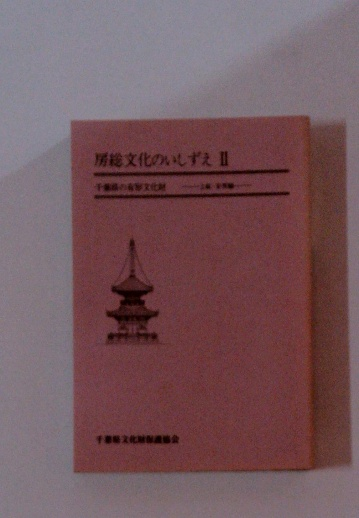 房総文化のいしずえ II
千葉県の有形文化財
千葉県文化財保護協会